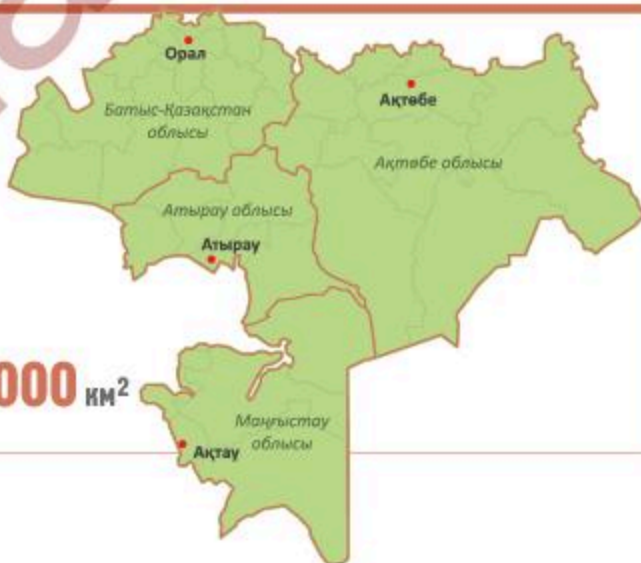 Орал
Батыс-Қазақстан
облысы
Ақтөбе
Ақтөбе облысы
Атырау облысы
Атырау
000 км²
Маңғыстау
облысы
Ақтау